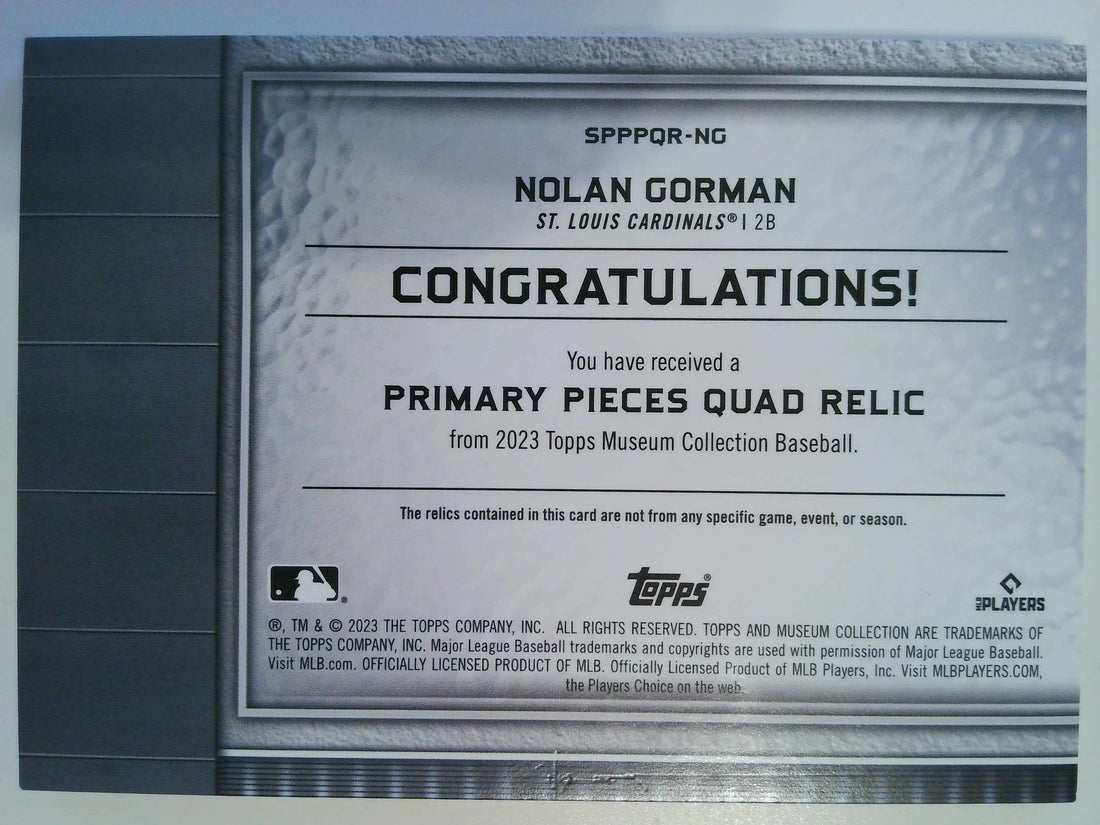 SPPPQR-NG
NOLAN GORMAN
ST. LOUIS CARDINALS® | 2B
CONGRATULATIONS!
You have received a
PRIMARY PIECES QUAD RELIC
from 2023 Topps Museum Collection Baseball.
The relics contained in this card are not from any specific game, event, or season.
® Topps® MLB PLAYERS
®, TM & © 2023 THE TOPPS COMPANY, INC. ALL RIGHTS RESERVED. TOPPS AND MUSEUM COLLECTION ARE TRADEMARKS OF
THE TOPPS COMPANY, INC. Major League Baseball trademarks and copyrights are used with permission of Major League Baseball.
Visit MLB.com. OFFICIALLY LICENSED PRODUCT OF MLB. Officially Licensed Product of MLB Players, Inc. Visit MLBPLAYERS.COM,
the Players Choice on the web.